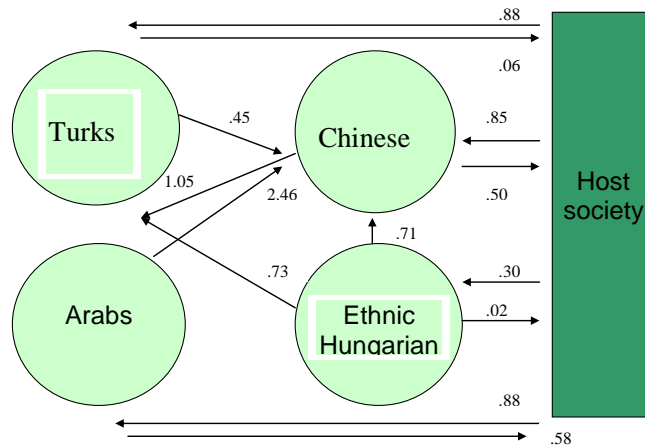 .88
.06
Turks
.45
Chinese
.85
1.05
2.46
.50
Host
society
.73
.71
Arabs
.30
Ethnic
Hungarian
.02
.88
.58